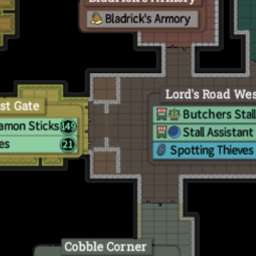 Bladrick's Armory
Bladrick's Armory
Lord's Road Wes
st Gate
Butchers Stall
amon Sticks 149
Stall Assistant
es 21
Spotting Thieves
Cobble Corner